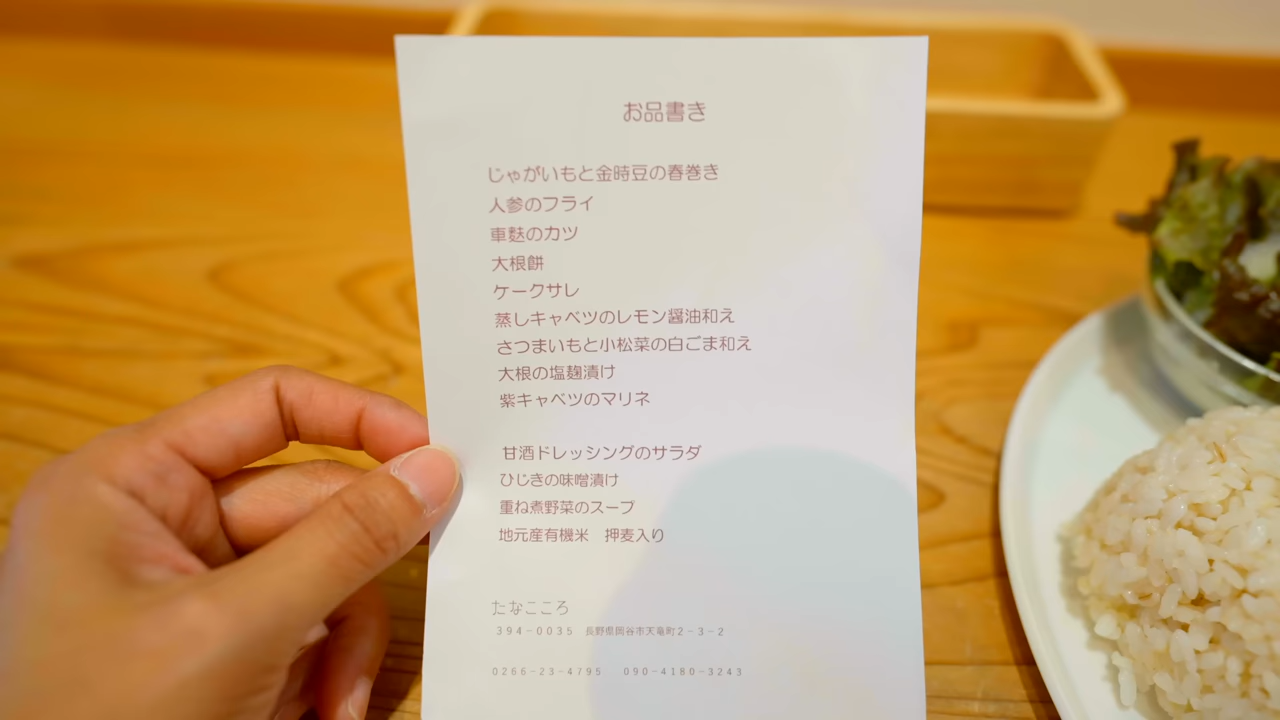 お品書き
じゃがいもと金時豆の春巻き
人参のフライ
車麩のカツ
大根餅
ケークサレ
蒸しキャベツのレモン醤油和え
さつまいもと小松菜の白ごま和え
大根の塩麹漬け
紫キャベツのマリネ
甘酒ドレッシングのサラダ
ひじきの味噌漬け
重ね煮野菜のスープ
地元産有機米　押麦入り
たなこころ
394-0035　長野県岡谷市天竜町2-3-2
0266-23-4795　090-4180-3243